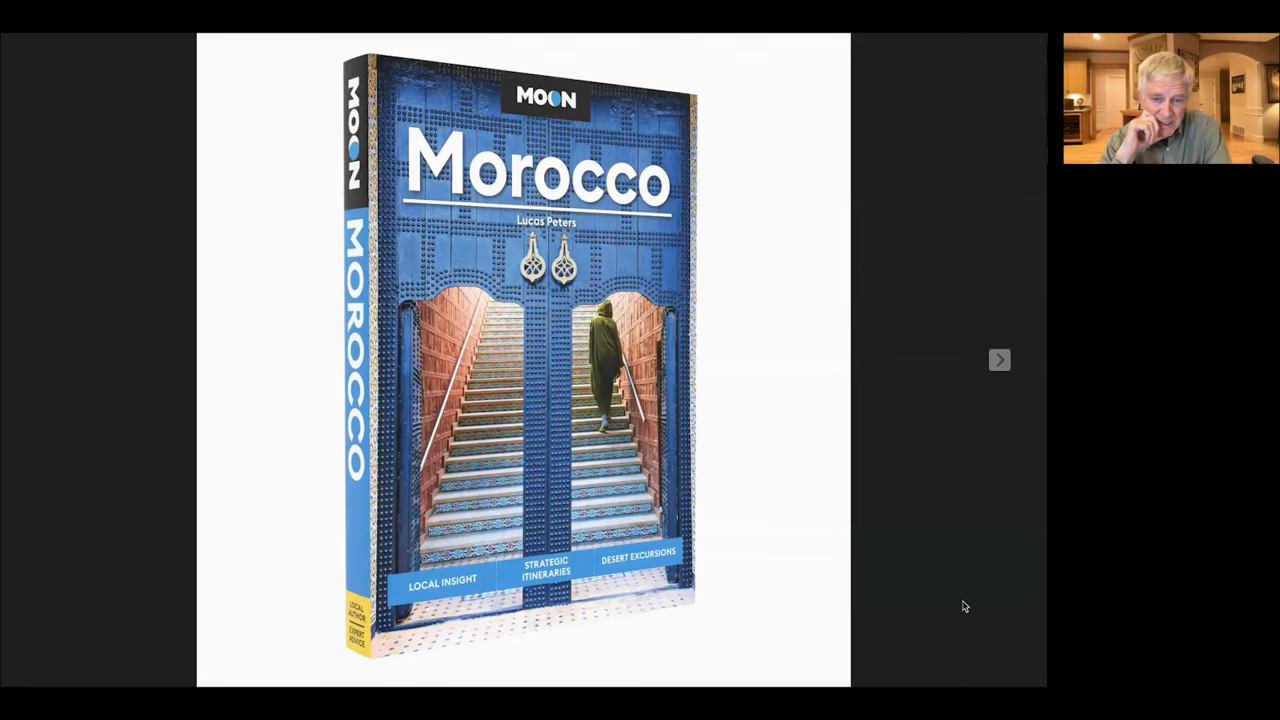 MOON
MOROCCO
LOCAL
AUTHOR
EXPERT
ADVICE
MOON
Morocco
Lucas Peters
LOCAL INSIGHT
STRATEGIC
ITINERARIES
DESERT EXCURSIONS